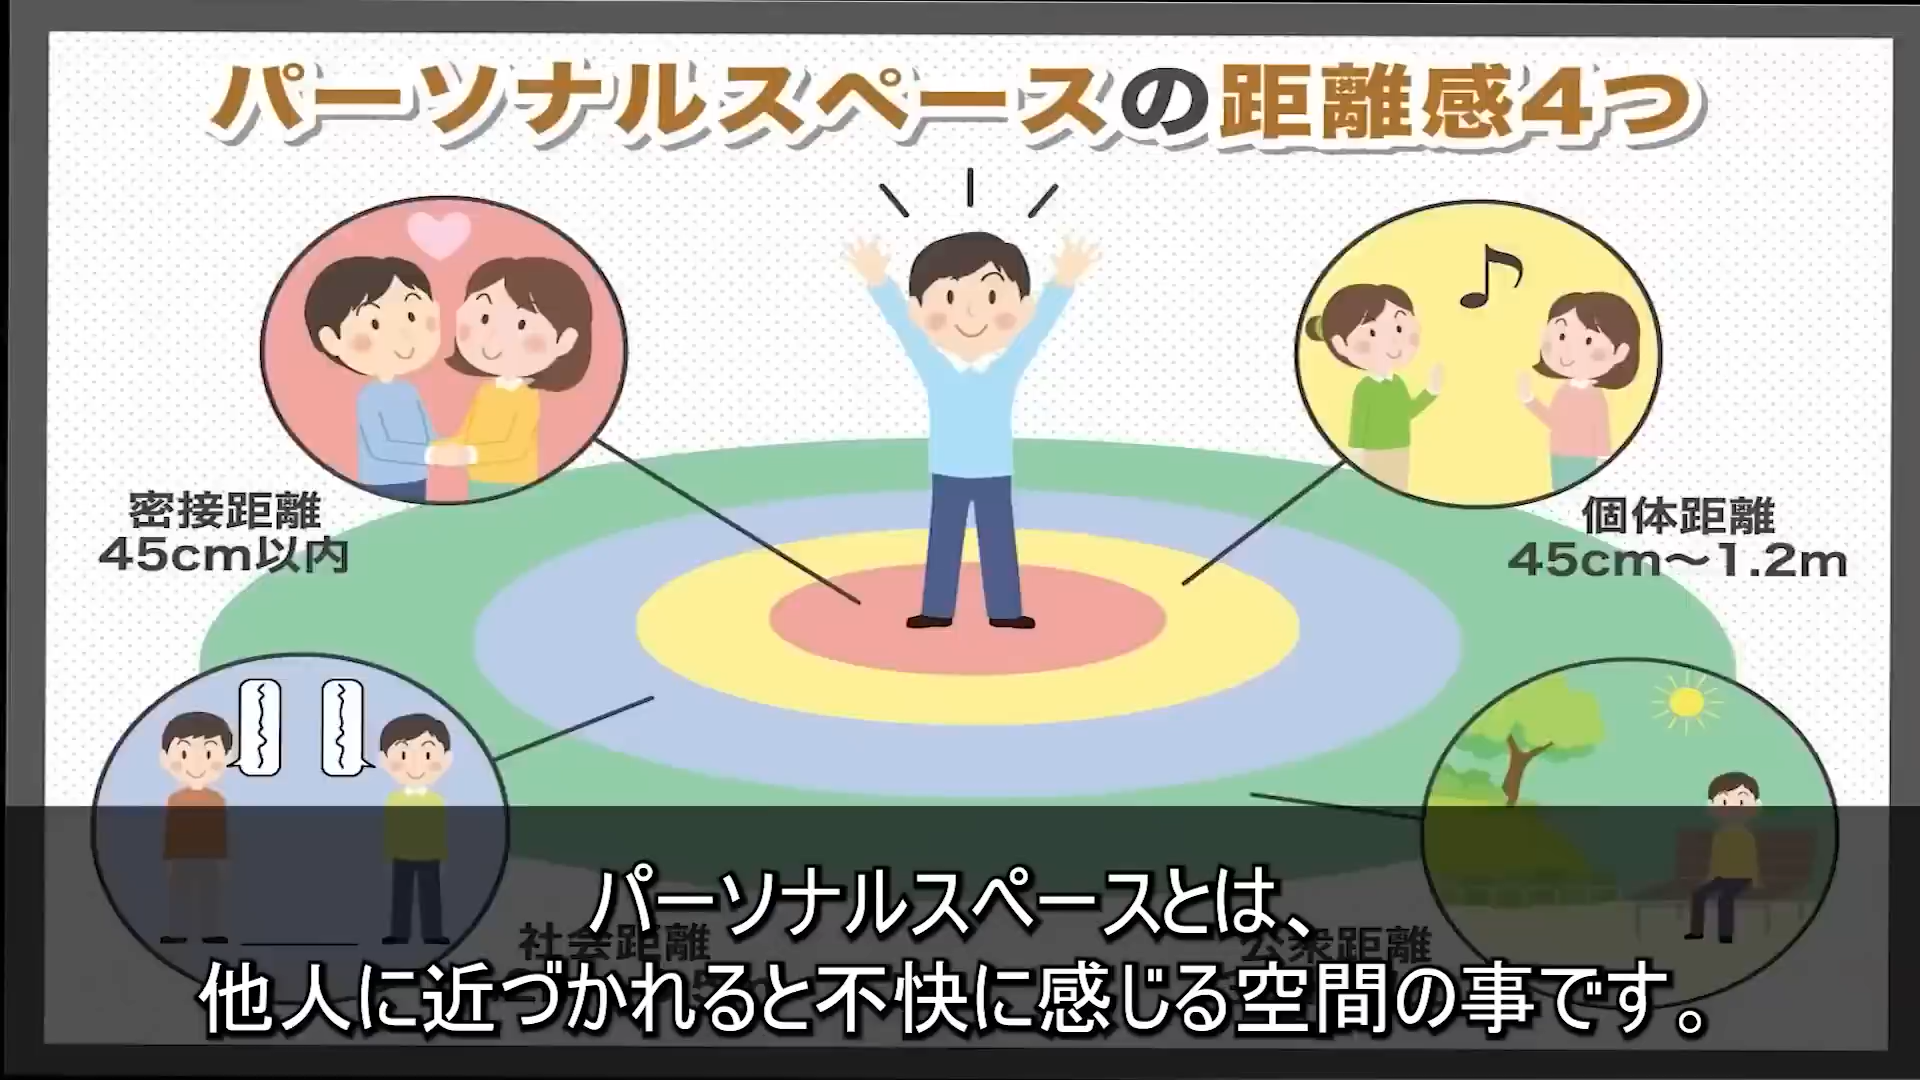 パーソナルスペースの距離感4つ
密接距離
45cm以内
個体距離
45cm～1.2m
社会距離
公衆距離
パーソナルスペースとは、
他人に近づかれると不快に感じる空間の事です。